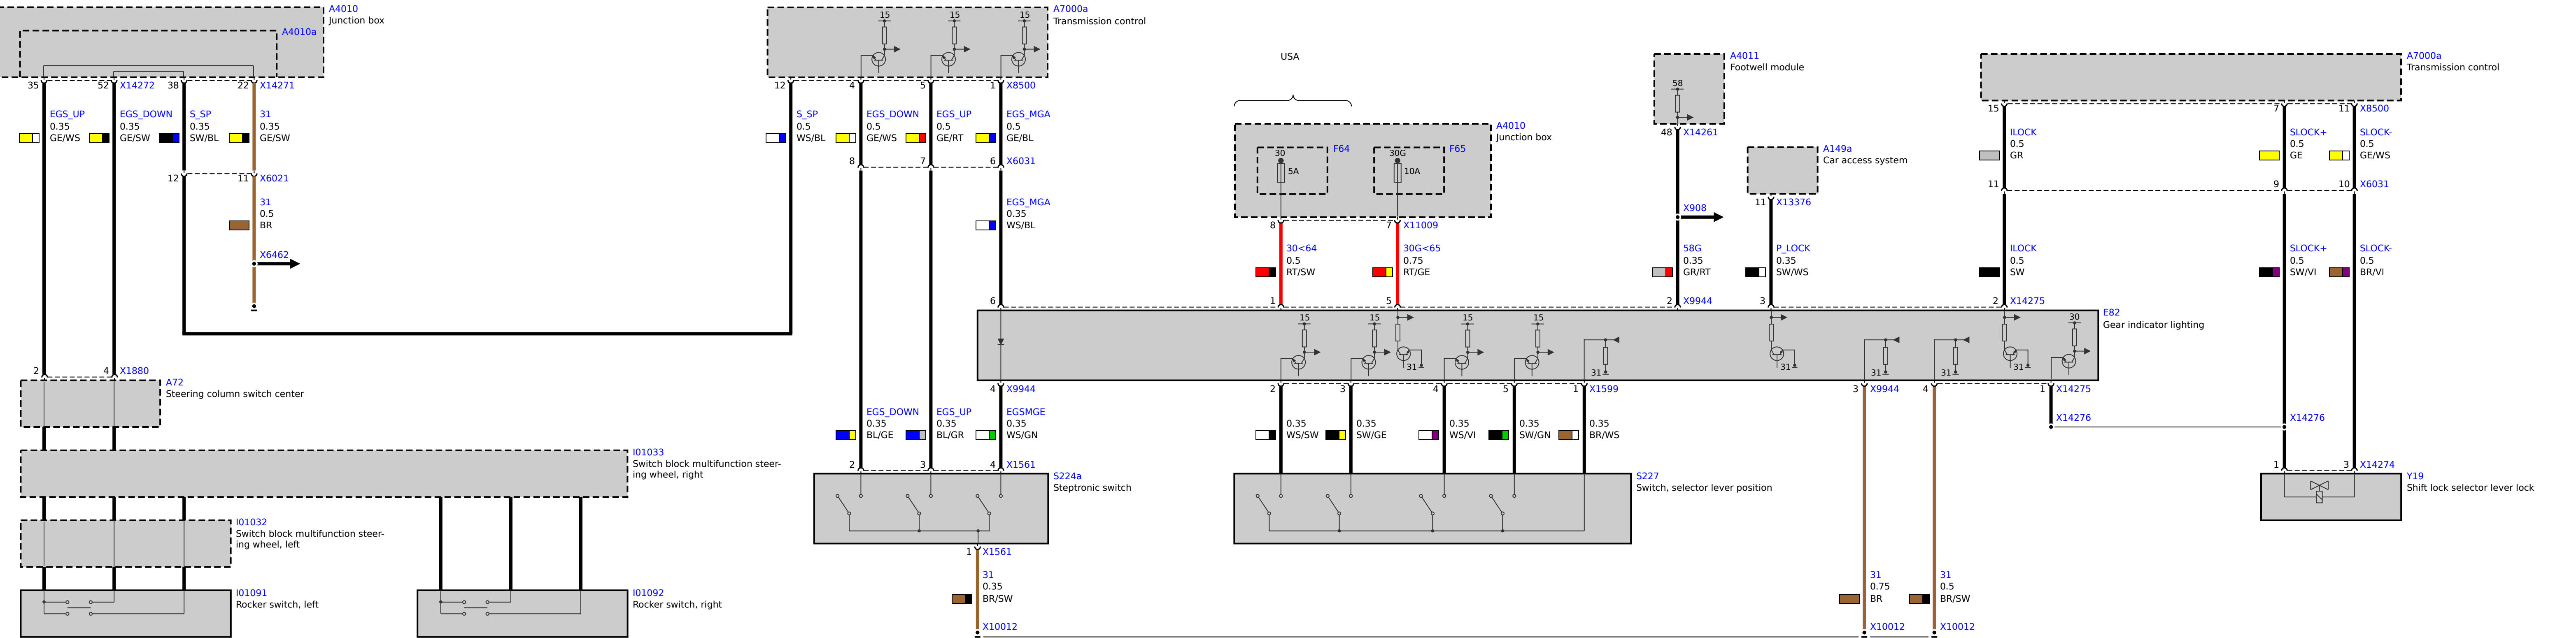 A4010
Junction box
A4010a
35
52
X14272
38
22
X14271
EGS_UP
0.35
GE/WS
EGS_DOWN
0.35
GE/SW
S_SP
0.35
SW/BL
31
0.35
GE/SW
12
11
X6021
31
0.5
BR
X6462
2
4
X1880
A72
Steering column switch center
I01033
Switch block multifunction steer-
ing wheel, right
I01032
Switch block multifunction steer-
ing wheel, left
I01091
Rocker switch, left
I01092
Rocker switch, right
A7000a
Transmission control
15
15
15
12
4
5
1
X8500
S_SP
0.5
WS/BL
EGS_DOWN
0.5
GE/WS
EGS_UP
0.5
GE/RT
EGS_MGA
0.5
GE/BL
8
7
6
X6031
EGS_MGA
0.35
WS/BL
6
4
X9944
EGS_DOWN
0.35
BL/GE
EGS_UP
0.35
BL/GR
EGSMGE
0.35
WS/GN
2
3
4
X1561
S224a
Steptronic switch
1
X1561
31
0.35
BR/SW
X10012
USA
A4010
Junction box
30
F64
5A
30G
F65
10A
8
7
X11009
30<64
0.5
RT/SW
30G<65
0.75
RT/GE
1
5
A4011
Footwell module
58
48
X14261
X908
58G
0.35
GR/RT
2
X9944
A149a
Car access system
11
X13376
P_LOCK
0.35
SW/WS
3
A7000a
Transmission control
15
7
11
X8500
ILOCK
0.5
GR
SLOCK+
0.5
GE
SLOCK-
0.5
GE/WS
11
9
10
X6031
ILOCK
0.5
SW
SLOCK+
0.5
SW/VI
SLOCK-
0.5
BR/VI
2
X14275
E82
Gear indicator lighting
15
15
31
15
15
31
31
31
31
31
30
2
3
4
5
1
X1599
0.35
WS/SW
0.35
SW/GE
0.35
WS/VI
0.35
SW/GN
0.35
BR/WS
S227
Switch, selector lever position
3
X9944
4
1
X14275
X14276
X14276
31
0.75
BR
31
0.5
BR/SW
X10012
X10012
1
3
X14274
Y19
Shift lock selector lever lock